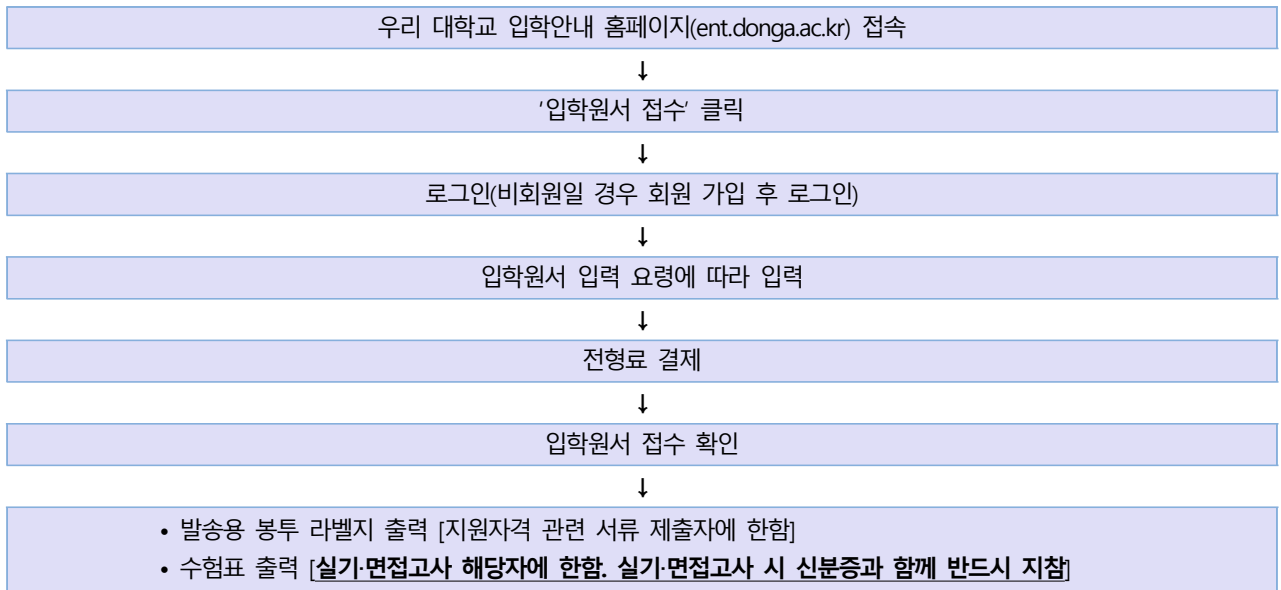 우리 대학교 입학안내 홈페이지(ent.donga.ac.kr) 접속
↓
'입학원서 접수' 클릭
↓
로그인(비회원일 경우 회원 가입 후 로그인)
↓
입학원서 입력 요령에 따라 입력
↓
전형료 결제
↓
입학원서 접수 확인
↓
• 발송용 봉투 라벨지 출력 [지원자격 관련 서류 제출자에 한함]
• 수험표 출력 [실기·면접고사 해당자에 한함. 실기·면접고사 시 신분증과 함께 반드시 지참]